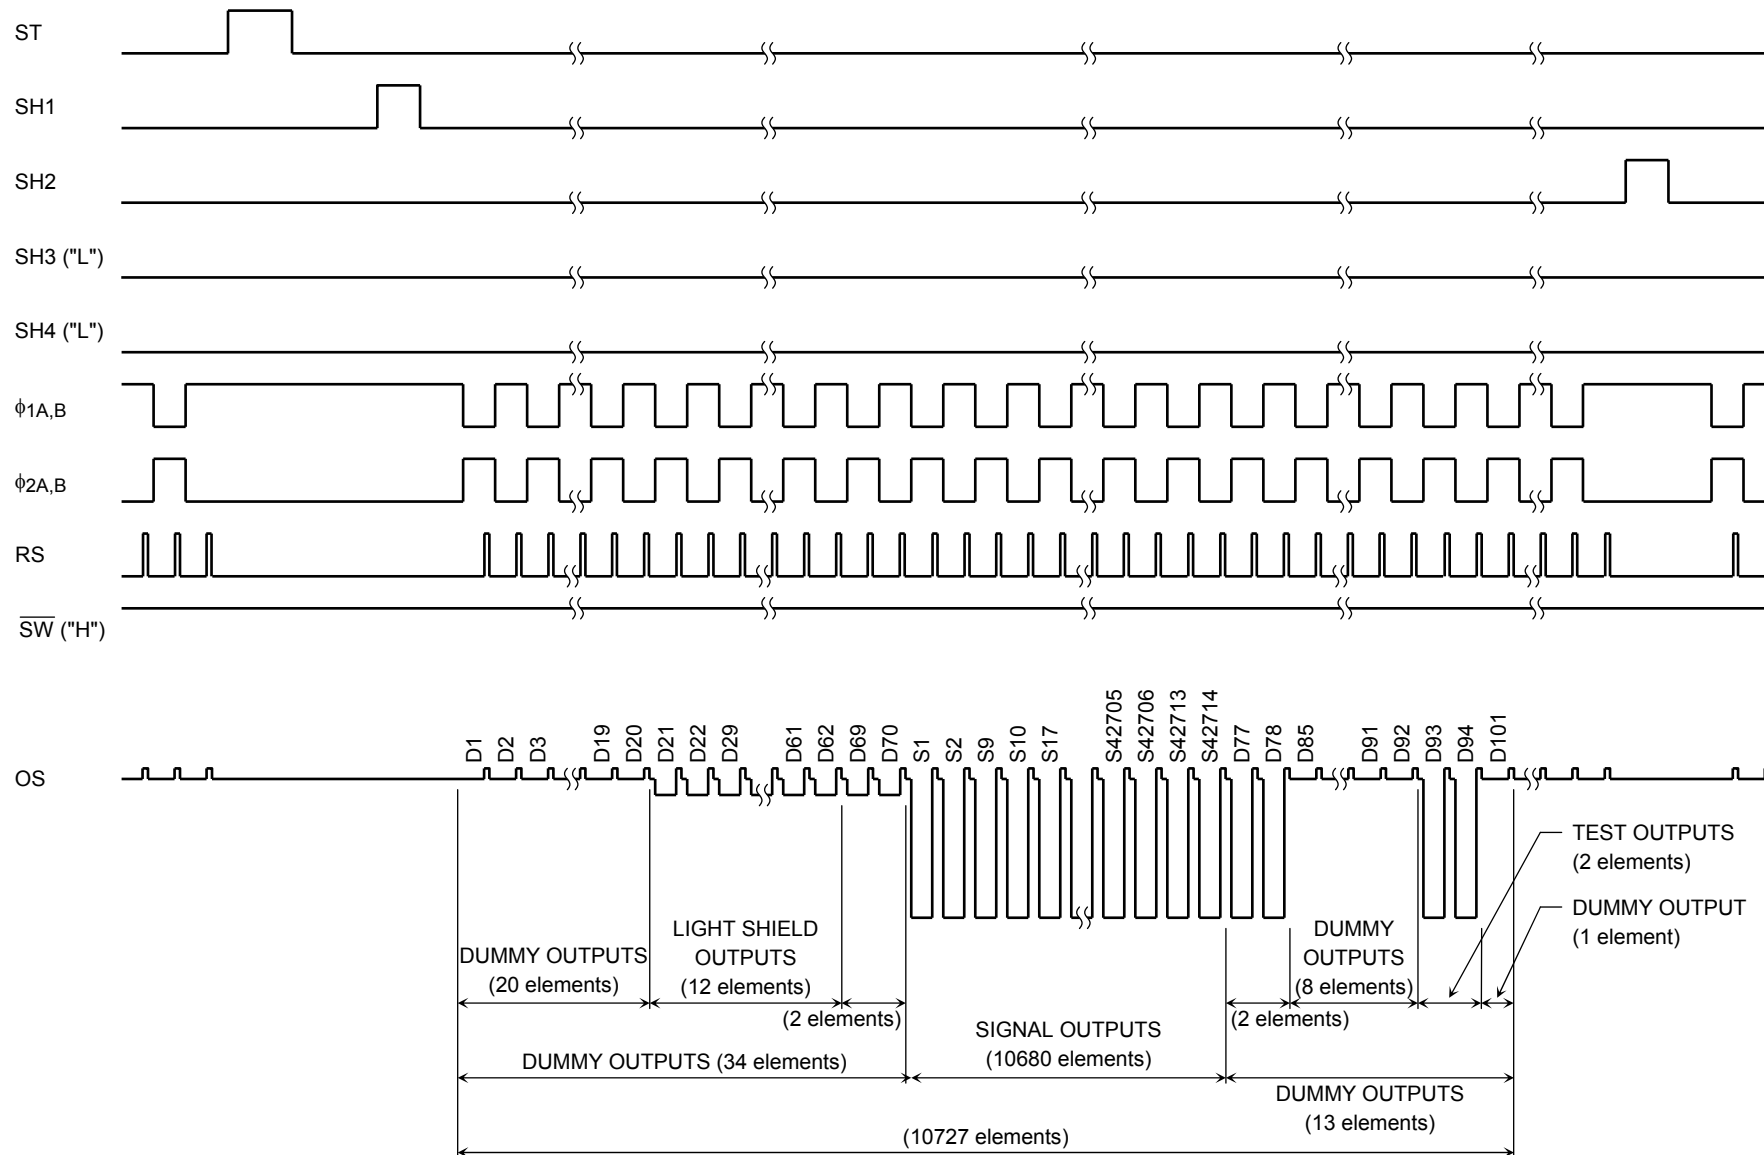 ST
SH1
SH2
SH3 ("L")
SH4 ("L")
ϕ1A,B
ϕ2A,B
RS
SW ("H")
OS
D1
D2
D3
D19
D20
D21
D22
D29
D61
D62
D69
D70
S1
S2
S9
S10
S17
S42705
S42706
S42713
S42714
D77
D78
D85
D91
D92
D93
D94
D101
TEST OUTPUTS
(2 elements)
DUMMY OUTPUT
(1 element)
DUMMY OUTPUTS
(20 elements)
LIGHT SHIELD
OUTPUTS
(12 elements)
(2 elements)
DUMMY OUTPUTS (34 elements)
SIGNAL OUTPUTS
(10680 elements)
(2 elements)
DUMMY
OUTPUTS
(8 elements)
DUMMY OUTPUTS
(13 elements)
(10727 elements)